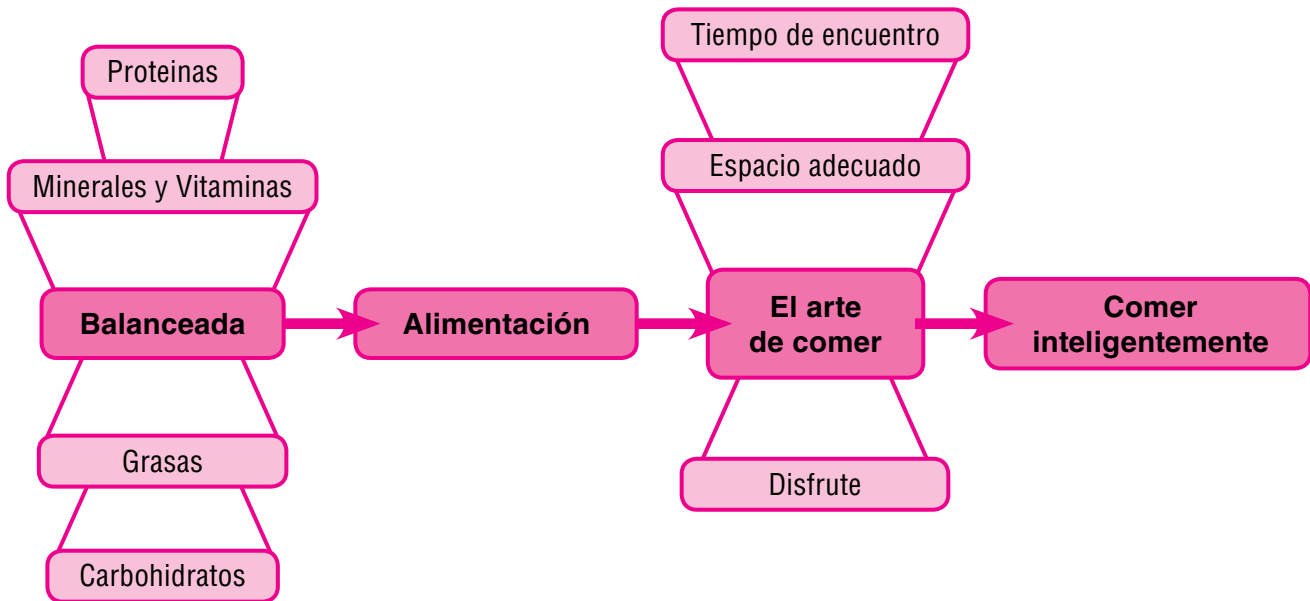 Proteinas
Minerales y Vitaminas
Balanceada
Grasas
Carbohidratos
Alimentación
Tiempo de encuentro
Espacio adecuado
El arte
de comer
Disfrute
Comer
inteligentemente